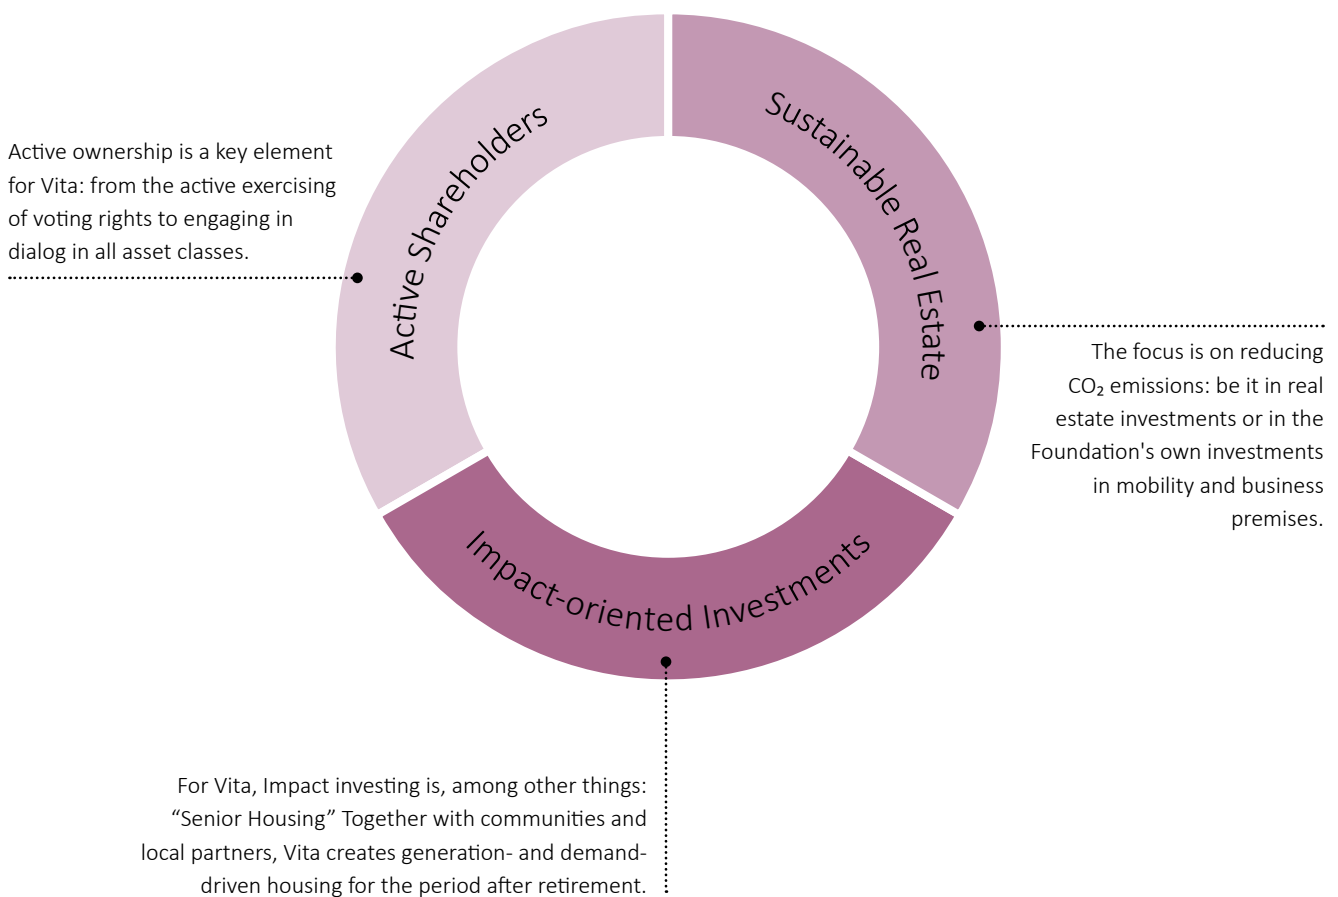 Active Shareholders
Active ownership is a key element
for Vita: from the active exercising
of voting rights to engaging in
dialog in all asset classes.
Sustainable Real Estate
The focus is on reducing
CO₂ emissions: be it in real
estate investments or in the
Foundation's own investments
in mobility and business
premises.
Impact-oriented Investments
For Vita, Impact investing is, among other things:
“Senior Housing” Together with communities and
local partners, Vita creates generation- and demand-
driven housing for the period after retirement.